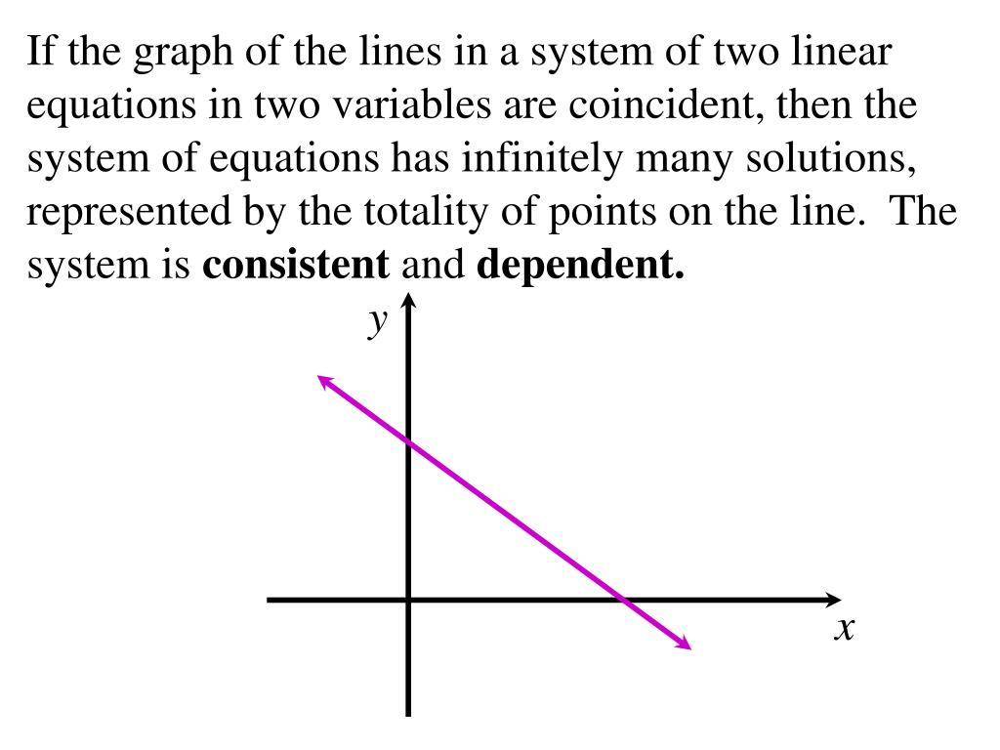 If the graph of the lines in a system of two linear
equations in two variables are coincident, then the
system of equations has infinitely many solutions,
represented by the totality of points on the line.  The
system is consistent and dependent.
y
x